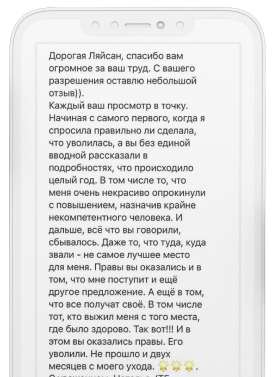 Дорогая Ляйсан, спасибо вам
огромное за ваш труд. С вашего
разрешения оставлю небольшой
отзыв)).
Каждый ваш просмотр в точку.
Начиная с самого первого, когда я
спросила правильно ли сделала,
что уволилась, а вы без единой
вводной рассказали в
подробностях, что происходило
целый год. В том числе то, что
меня очень некрасиво опрокинули
с повышением, назначив крайне
некомпетентного человека. И
дальше, всё что вы говорили,
сбывалось. Даже то, что туда, куда
звали - не самое лучшее место
для меня. Правы вы оказались и в
том, что мне поступит и ещё
другое предложение. А ещё в том,
что все получат своё. В том числе
тот, кто выжил меня с того места,
где было здорово. Так вот!!! И в
этом вы оказались правы. Его
уволили. Не прошло и двух
месяцев с моего ухода. 🌟🌟🌟.